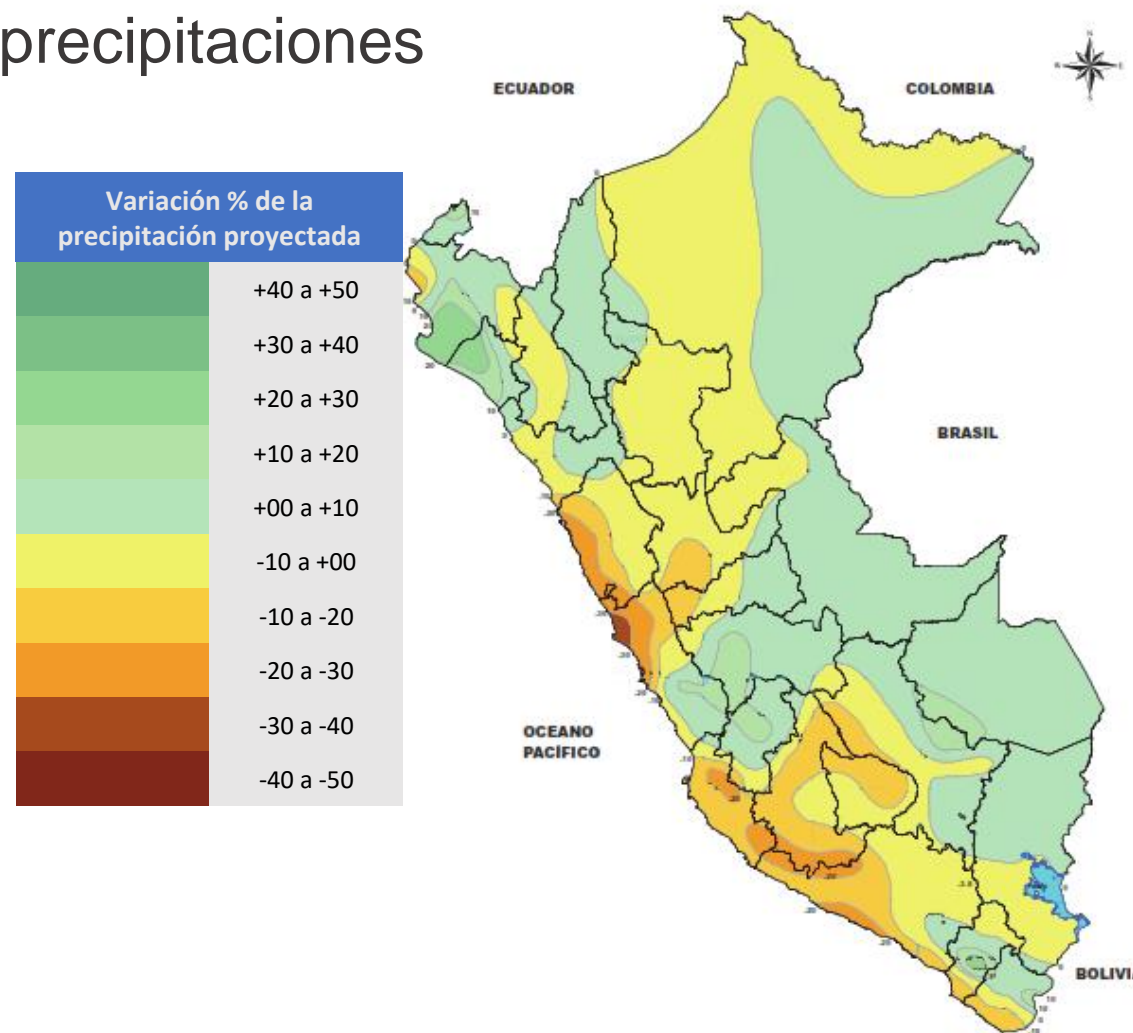 precipitaciones
ECUADOR
COLOMBIA
Variación % de la
precipitación proyectada
+40 a +50
+30 a +40
+20 a +30
+10 a +20
+00 a +10
-10 a +00
-10 a -20
-20 a -30
-30 a -40
-40 a -50
BRASIL
OCEANO
PACÍFICO
BOLIVI